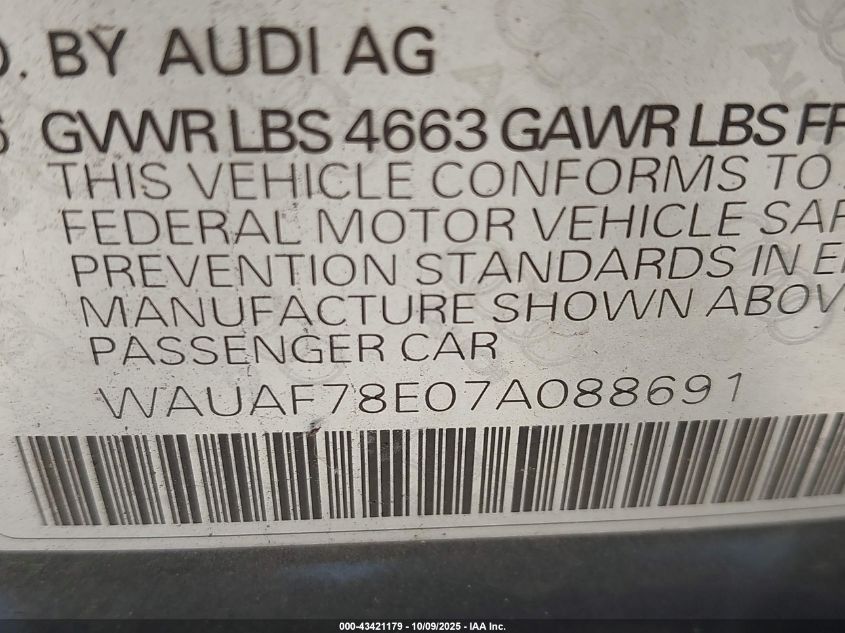 . BY AUDI AG
GVWR LBS 4663 GAWR LBS
THIS VEHICLE CONFORMS TO
FEDERAL MOTOR VEHICLE
PREVENTION STANDARDS IN
MANUFACTURE SHOWN ABOV
PASSENGER CAR
WAUAF78E07A088691
000-43421179 - 10/09/2025 - IAA Inc.